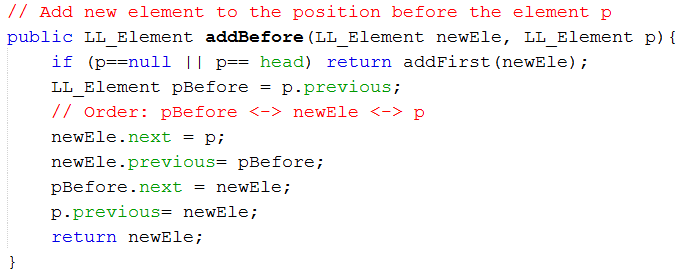 // Add new element to the position before the element p
public LL_Element addBefore(LL_Element newEle, LL_Element p){
    if (p==null || p== head) return addFirst(newEle);
    LL_Element pBefore = p.previous;
    // Order: pBefore <-> newEle <-> p
    newEle.next = p;
    newEle.previous= pBefore;
    pBefore.next = newEle;
    p.previous= newEle;
    return newEle;
}